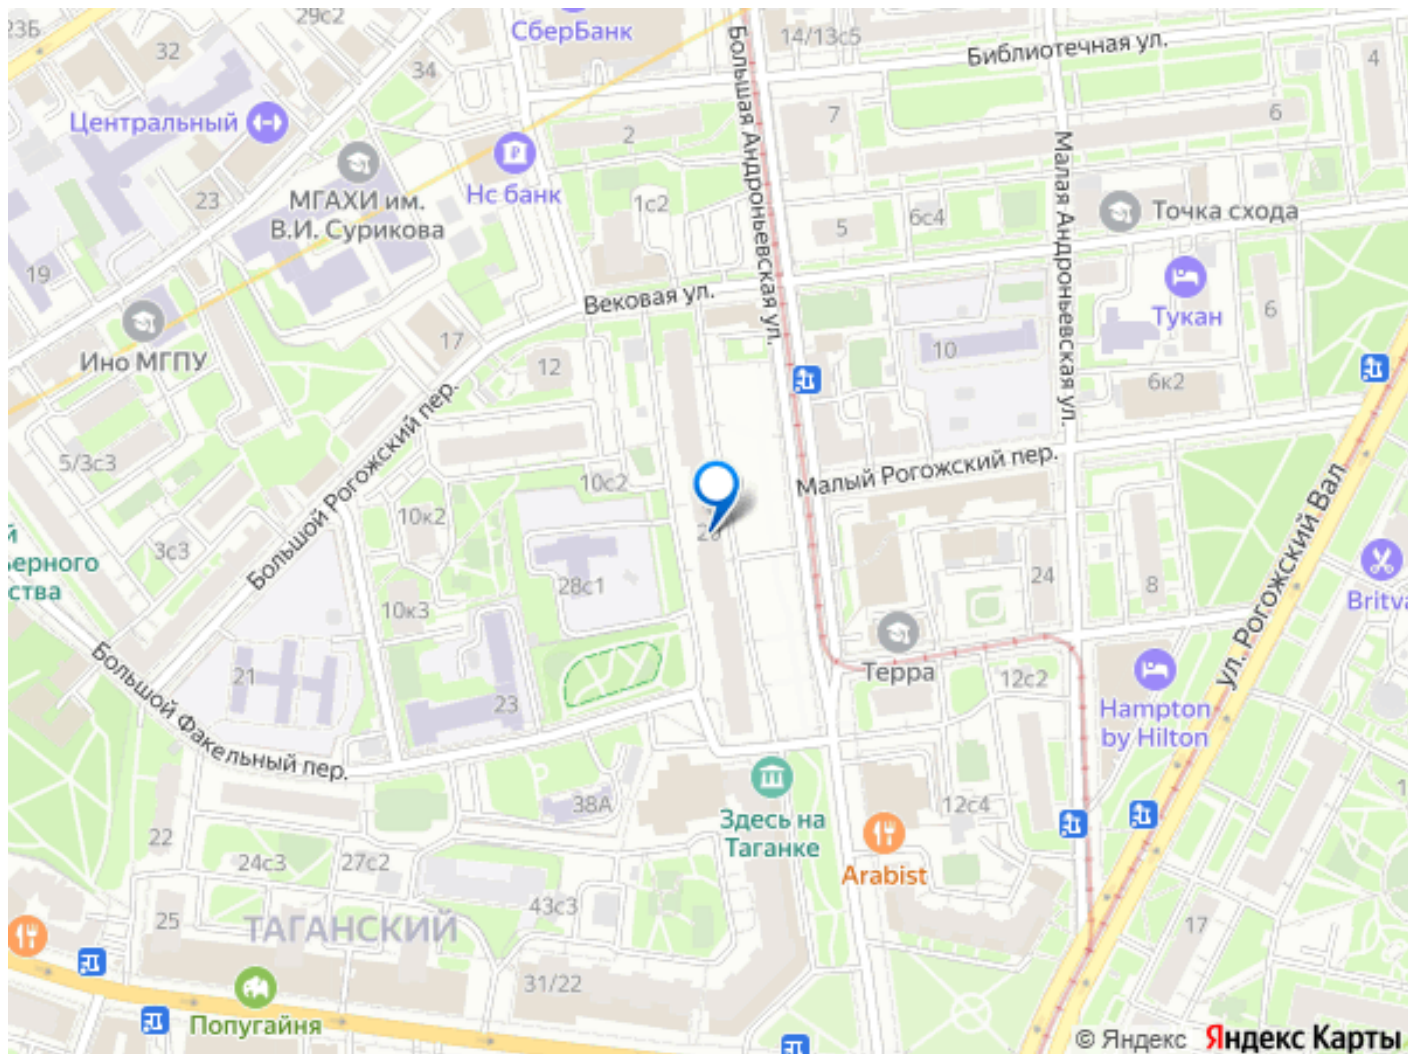 29с2
23Б
32
СберБанк
14/13с5
Библиотечная ул.
4
34
Центральный
2
7
6
Большая Андроньевская ул.
Малая Андроньевская ул.
МГАХИ им.
В.И. Сурикова
Нс банк
23
1с2
5
6с4
Точка схода
19
Вековая ул.
Тукан
6
Ино МГПУ
17
12
10
6к2
Большой Рогожский пер.
5/3с3
10с2
Малый Рогожский пер.
ул. Рогожский Вал
10к2
3с3
й
ьерного
ства
28с1
24
8
Britva
10к3
Терра
12с2
21
23
Hampton
by Hilton
Большой Факельный пер.
38А
Здесь на
Таганке
12с4
22
24с3
27с2
Arabist
43с3
25
ТАГАНСКИЙ
17
31/22
Попугайня
© Яндекс Яндекс Карты